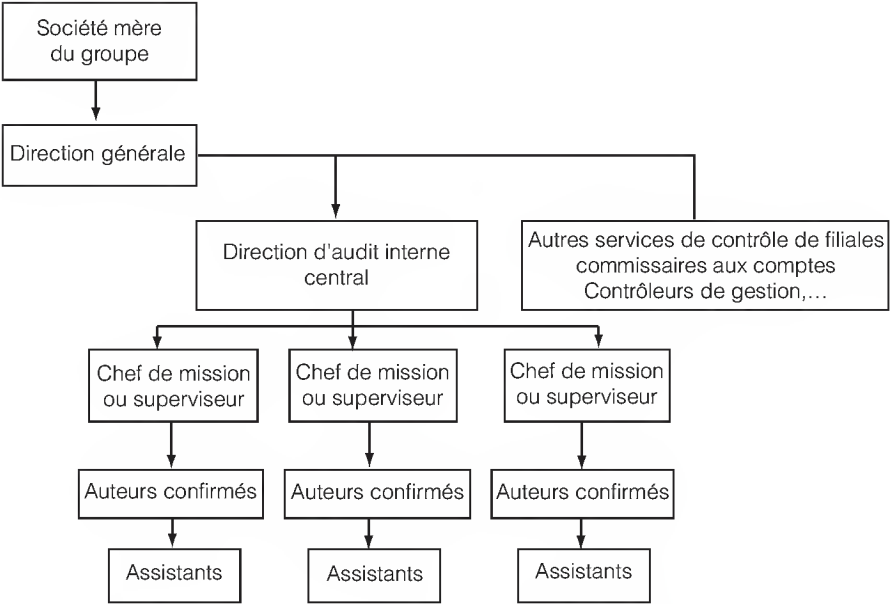 Société mère
du groupe
Direction générale
Direction d'audit interne
central
Autres services de contrôle de filiales
commissaires aux comptes
Contrôleurs de gestion,...
Chef de mission
ou superviseur
Chef de mission
ou superviseur
Chef de mission
ou superviseur
Auteurs confirmés
Auteurs confirmés
Auteurs confirmés
Assistants
Assistants
Assistants